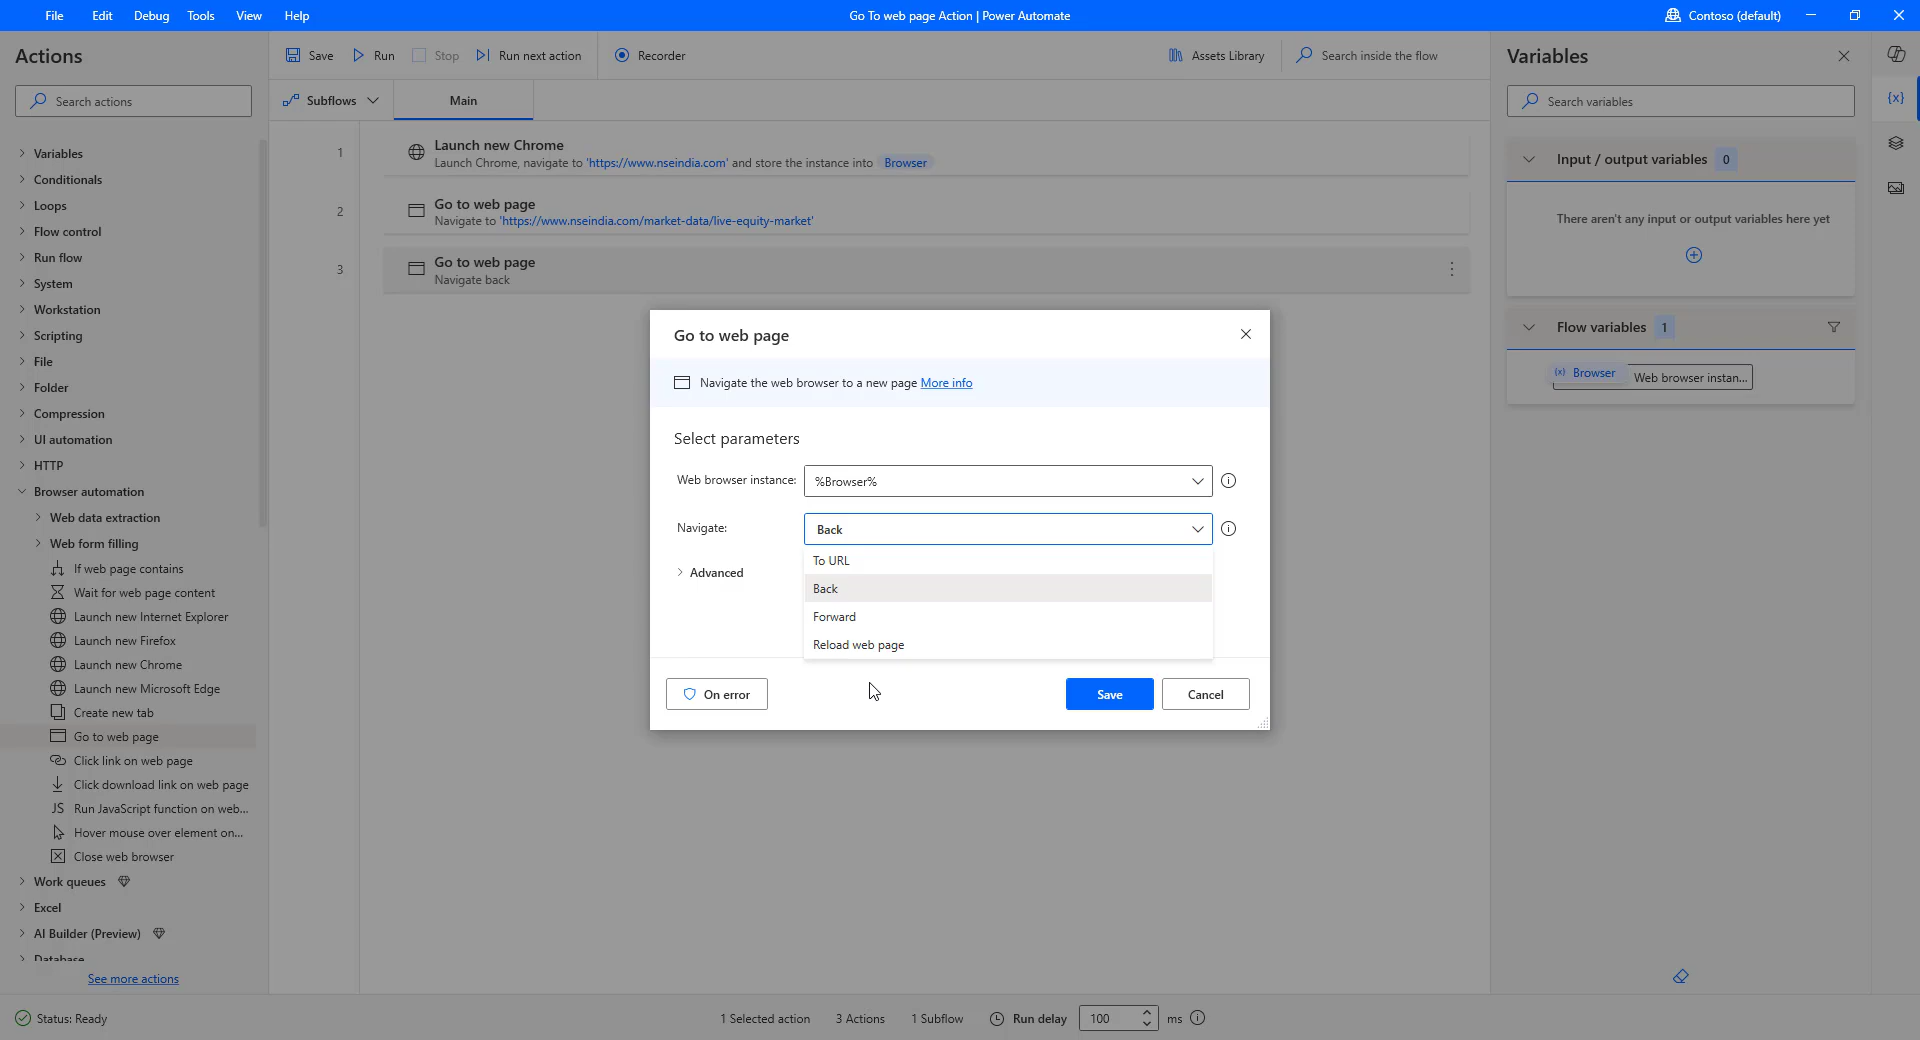 File Edit Debug Tools View Help
Go To web page Action | Power Automate
Contoso (default)
Actions
Search actions
Variables
Conditionals
Loops
Flow control
Run flow
System
Workstation
Scripting
File
Folder
Compression
UI automation
HTTP
Browser automation
Web data extraction
Web form filling
If web page contains
Wait for web page content
Launch new Internet Explorer
Launch new Firefox
Launch new Chrome
Launch new Microsoft Edge
Create new tab
Go to web page
Click link on web page
Click download link on web page
JS Run JavaScript function on web...
Hover mouse over element on...
Close web browser
Work queues
Excel
AI Builder (Preview)
Database
See more actions
Save Run Stop Run next action Recorder
Assets Library
Search inside the flow
Subflows
Main
1
Launch new Chrome
Launch Chrome, navigate to 'https://www.nseindia.com' and store the instance into Browser
2
Go to web page
Navigate to 'https://www.nseindia.com/market-data/live-equity-market'
3
Go to web page
Navigate back
Go to web page
Navigate the web browser to a new page More info
Select parameters
Web browser instance: %Browser%
Navigate: Back
To URL
Back
Forward
Reload web page
Advanced
On error
Save
Cancel
Variables
Search variables
Input / output variables 0
There aren't any input or output variables here yet
Flow variables 1
{x} Browser Web browser instan...
{x}
Status: Ready
1 Selected action
3 Actions
1 Subflow
Run delay 100 ms